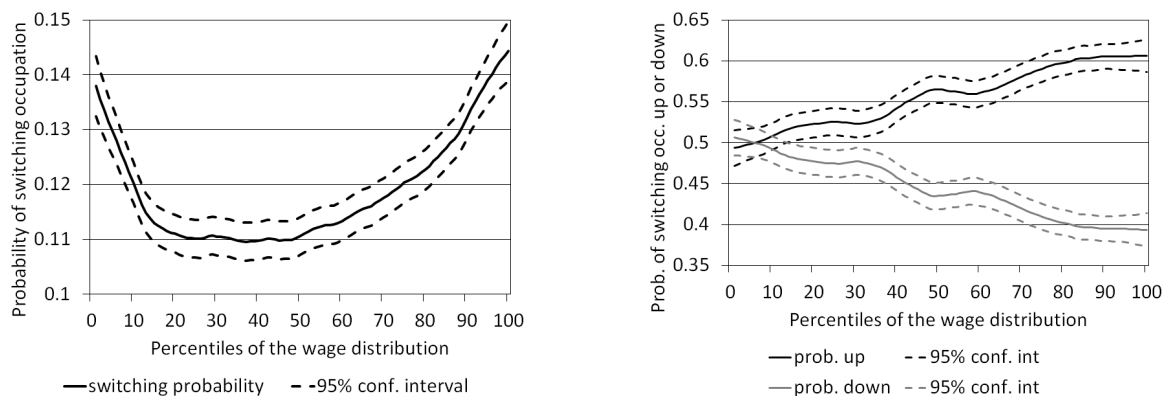 Probability of switching occupation
0.15
0.14
0.13
0.12
0.11
0.1
0 10 20 30 40 50 60 70 80 90 100
Percentiles of the wage distribution
switching probability 95% conf. interval
Prob. of switching occ. up or down
0.65
0.6
0.55
0.5
0.45
0.4
0.35
0 10 20 30 40 50 60 70 80 90 100
Percentiles of the wage distribution
prob. up 95% conf. int
prob. down 95% conf. int